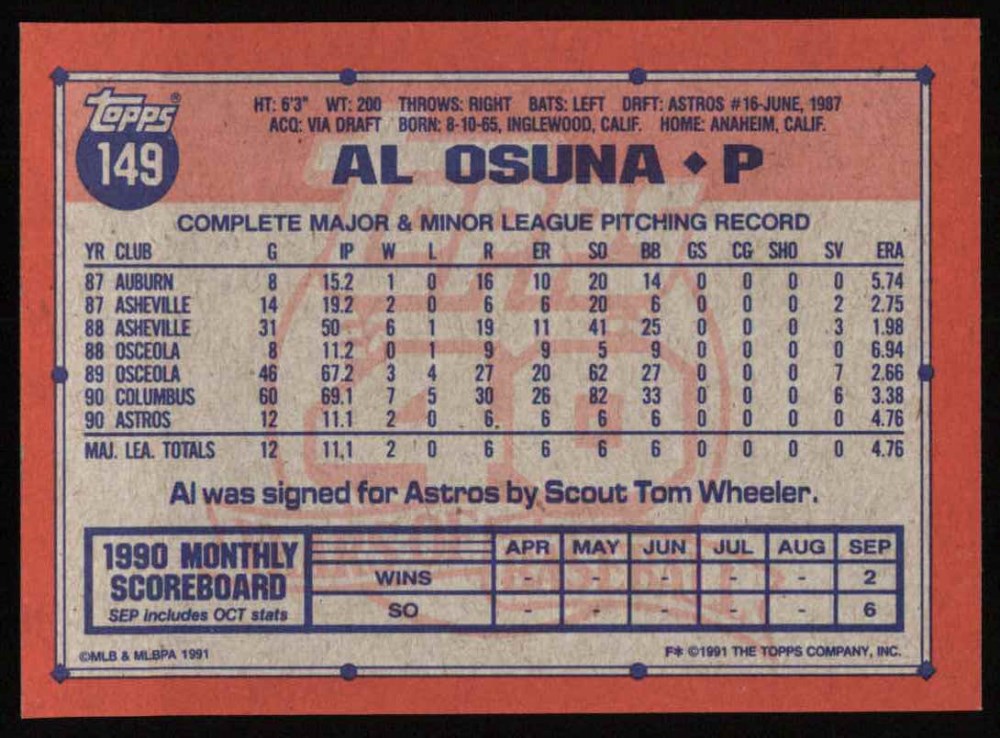 Topps®
149
HT: 6'3" WT: 200 THROWS: RIGHT BATS: LEFT DRFT: ASTROS #16-JUNE, 1987
ACQ: VIA DRAFT BORN: 8-10-65, INGLEWOOD, CALIF. HOME: ANAHEIM, CALIF.
AL OSUNA ♦ P
COMPLETE MAJOR & MINOR LEAGUE PITCHING RECORD
YR CLUB G IP W L R ER SO BB GS CG SHO SV ERA
87 AUBURN 8 15.2 1 0 16 10 20 14 0 0 0 0 5.74
87 ASHEVILLE 14 19.2 2 0 6 6 20 6 0 0 0 2 2.75
88 ASHEVILLE 31 50 6 1 19 11 41 25 0 0 0 3 1.98
88 OSCEOLA 8 11.2 0 1 9 9 5 9 0 0 0 0 6.94
89 OSCEOLA 46 67.2 3 4 27 20 62 27 0 0 0 7 2.66
90 COLUMBUS 60 69.1 7 5 30 26 82 33 0 0 0 6 3.38
90 ASTROS 12 11.1 2 0 6 6 6 6 0 0 0 0 4.76
MAJ. LEA. TOTALS 12 11.1 2 0 6 6 6 6 0 0 0 0 4.76
Al was signed for Astros by Scout Tom Wheeler.
1990 MONTHLY
SCOREBOARD
SEP includes OCT stats
APR MAY JUN JUL AUG SEP
WINS - - - - - 2
SO - - - - - 6
©MLB & MLBPA 1991
F* ©1991 THE TOPPS COMPANY, INC.